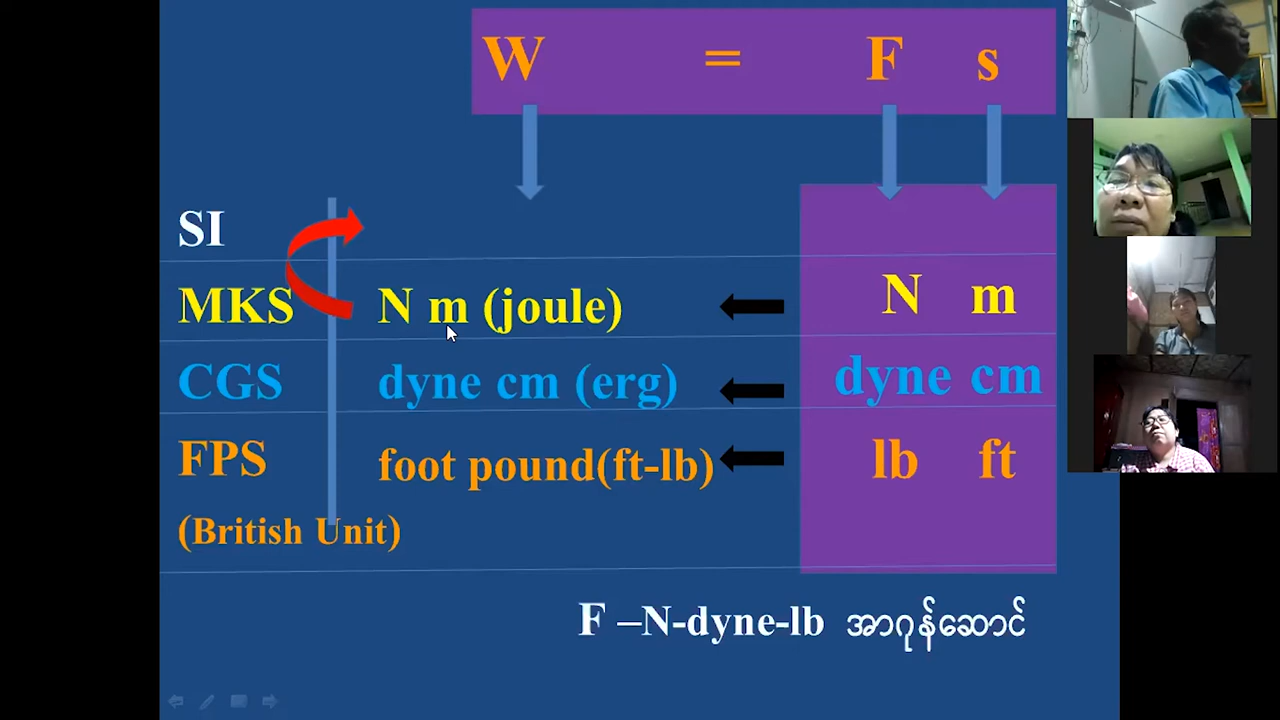 W = F s
SI
MKS N m (joule) N m
CGS dyne cm (erg) dyne cm
FPS foot pound(ft-lb) lb ft
(British Unit)
F –N-dyne-lb အာဂုန်ဆောင်